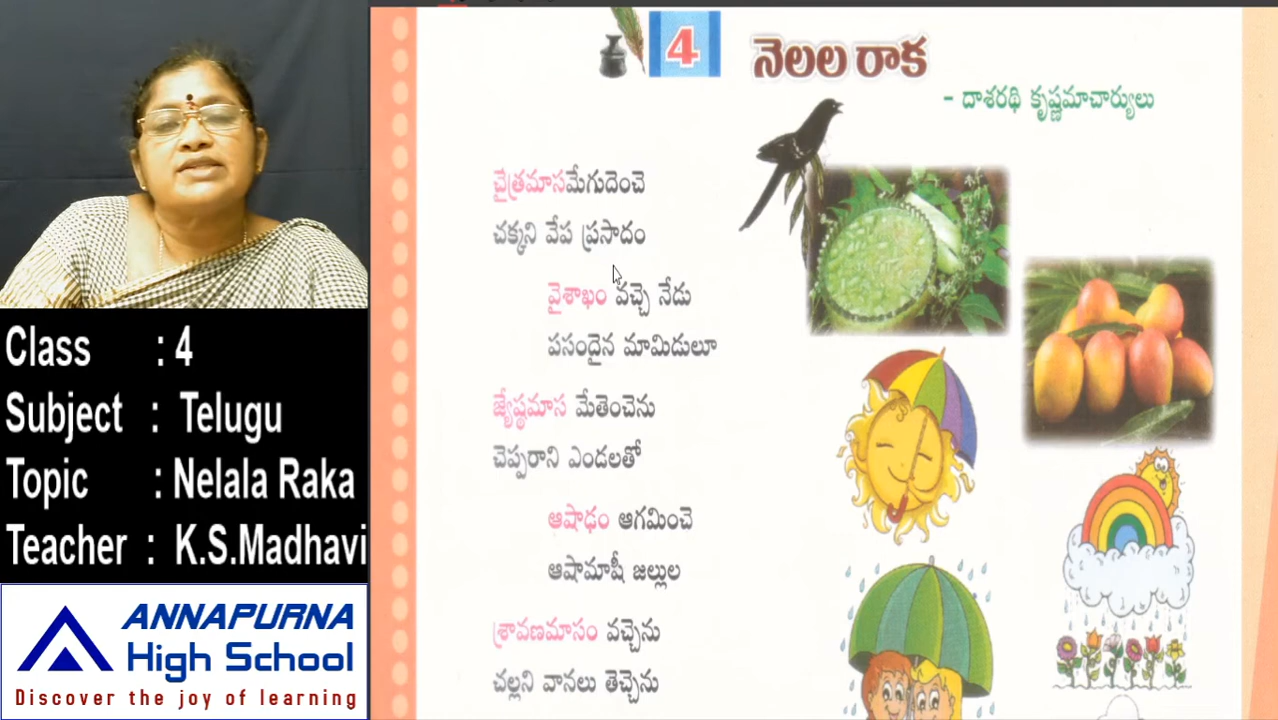 4
నెలల రాక
- దాశరథి కృష్ణమాచార్యులు
చైత్రమాసమేగుదెంచె
చక్కని వేప ప్రసాదం
వైశాఖం వచ్చె నేడు
పసందైన మామిడులూ
జ్యేష్ఠమాస మేతెంచెను
చెప్పరాని ఎండలతో
ఆషాఢం ఆగమించె
ఆషామాషీ జల్లుల
శ్రావణమాసం వచ్చెను
చల్లని వానలు తెచ్చెను
Class : 4
Subject : Telugu
Topic : Nelala Raka
Teacher : K.S.Madhavi
ANNAPURNA
High School
Discover the joy of learning